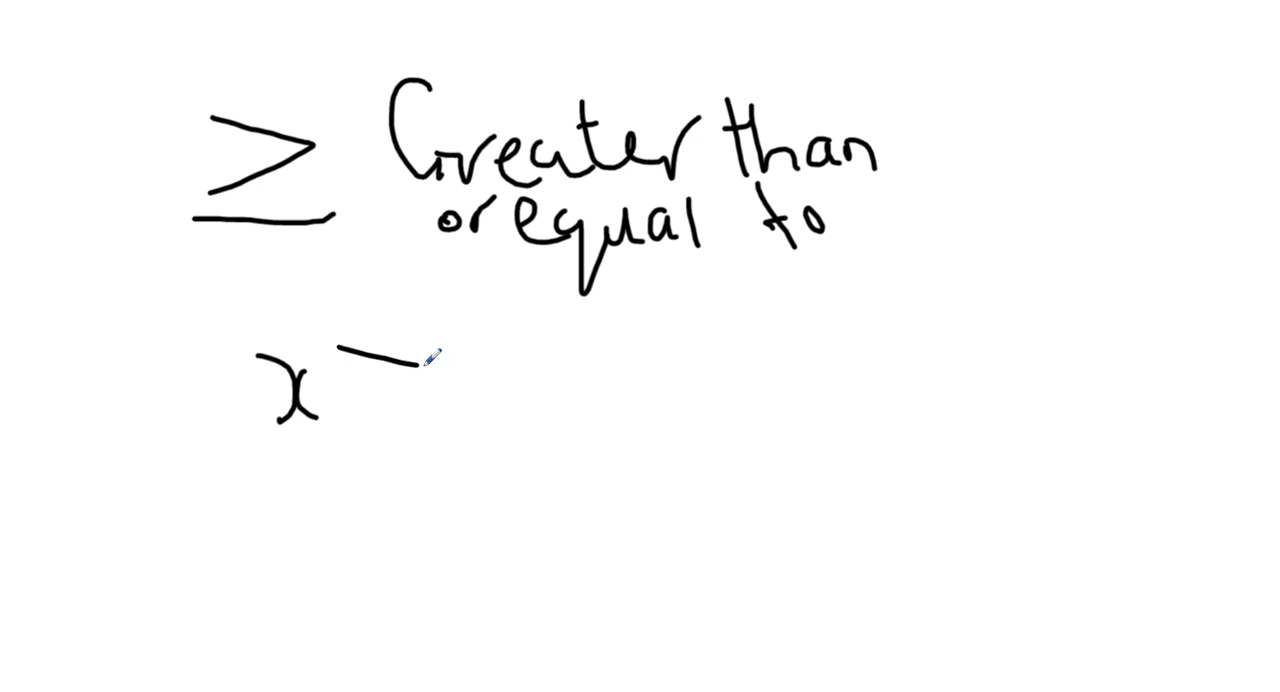 ≥ Greater than
or equal to
x